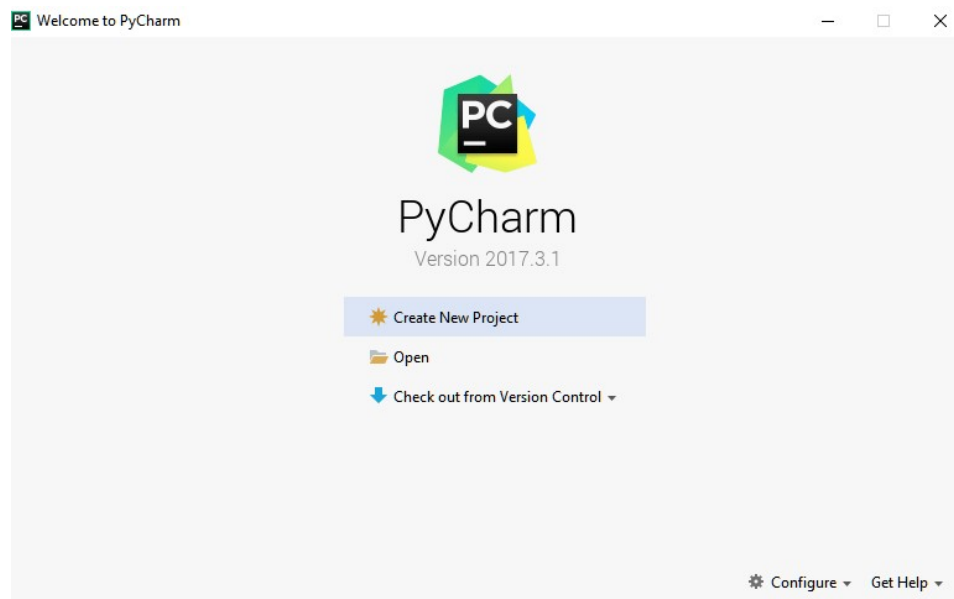 Welcome to PyCharm
PC
PyCharm
Version 2017.3.1
Create New Project
Open
Check out from Version Control
Configure Get Help